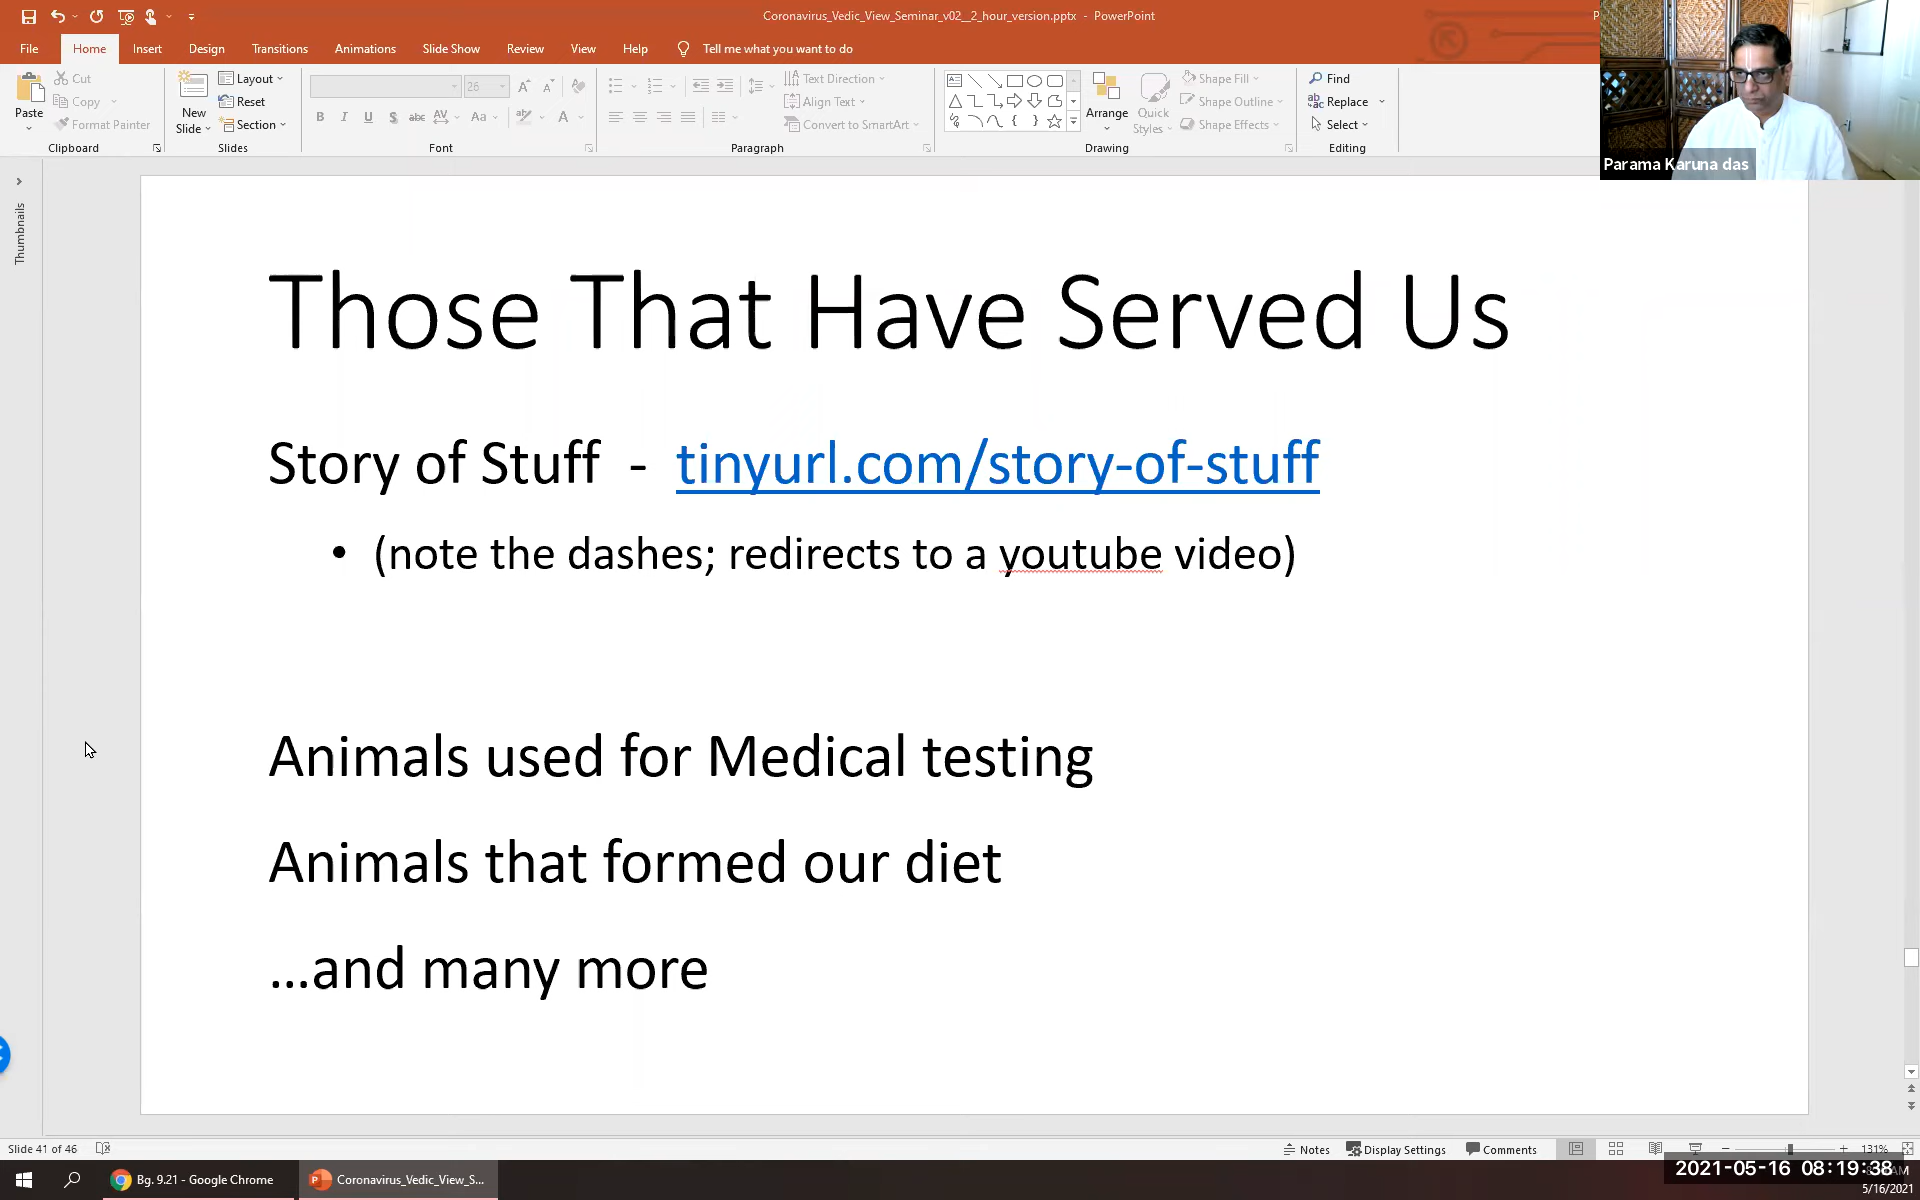 Coronavirus_Vedic_View_Seminar_v02__2_hour_version.pptx - PowerPoint
File Home Insert Design Transitions Animations Slide Show Review View Help Tell me what you want to do
Paste
Cut
Copy
Format Painter
Clipboard
New
Slide
Layout
Reset
Section
Slides
26
Font
Text Direction
Align Text
Convert to SmartArt
Paragraph
Arrange
Quick
Styles
Shape Fill
Shape Outline
Shape Effects
Drawing
Find
Replace
Select
Editing
Parama Karuna das
Thumbnails
Those That Have Served Us
Story of Stuff - tinyurl.com/story-of-stuff
• (note the dashes; redirects to a youtube video)
Animals used for Medical testing
Animals that formed our diet
...and many more
Slide 41 of 46
Notes Display Settings Comments 131%
Bg. 9.21 - Google Chrome
Coronavirus_Vedic_View_S...
2021-05-16 08:19:38
5/16/2021